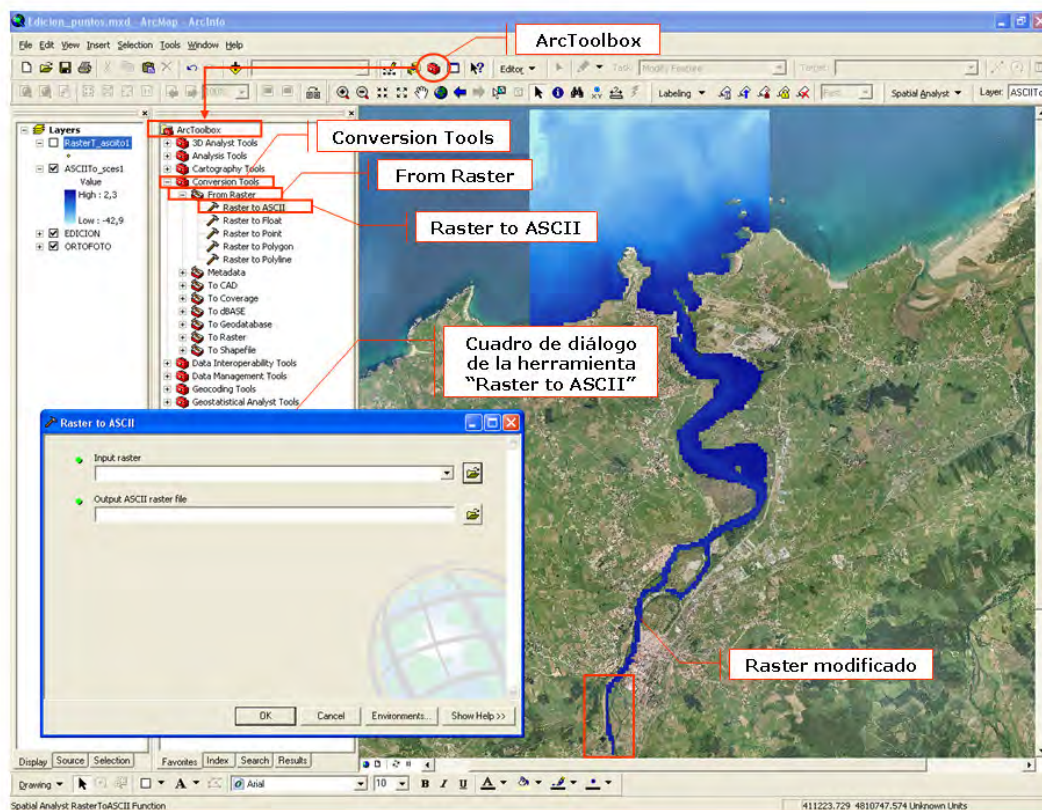 Edicion_puntos.mxd - ArcMap - ArcInfo
File Edit View Insert Selection Tools Window Help
ArcToolbox
Editor
Task: Modify Feature
Target:
100%
Labeling
Fast
Spatial Analyst
Layer: ASCIITo
Layers
RasterT_asciito1
ASCIITo_sces1
Value
High : 2,3
Low : -42,9
EDICION
ORTOFOTO
ArcToolbox
3D Analyst Tools
Analysis Tools
Cartography Tools
Conversion Tools
From Raster
Raster to ASCII
Raster to Float
Raster to Point
Raster to Polygon
Raster to Polyline
Metadata
To CAD
To Coverage
To dBASE
To Geodatabase
To Raster
To Shapefile
Data Interoperability Tools
Data Management Tools
Geocoding Tools
Geostatistical Analyst Tools
Conversion Tools
From Raster
Raster to ASCII
Cuadro de diálogo
de la herramienta
“Raster to ASCII”
Raster to ASCII
Input raster
Output ASCII raster file
OK Cancel Environments... Show Help >>
Raster modificado
Display Source Selection
Favorites Index Search Results
Drawing
A
Arial
10
B I U A
Spatial Analyst RasterToASCII Function
411223.729 4810747.574 Unknown Units